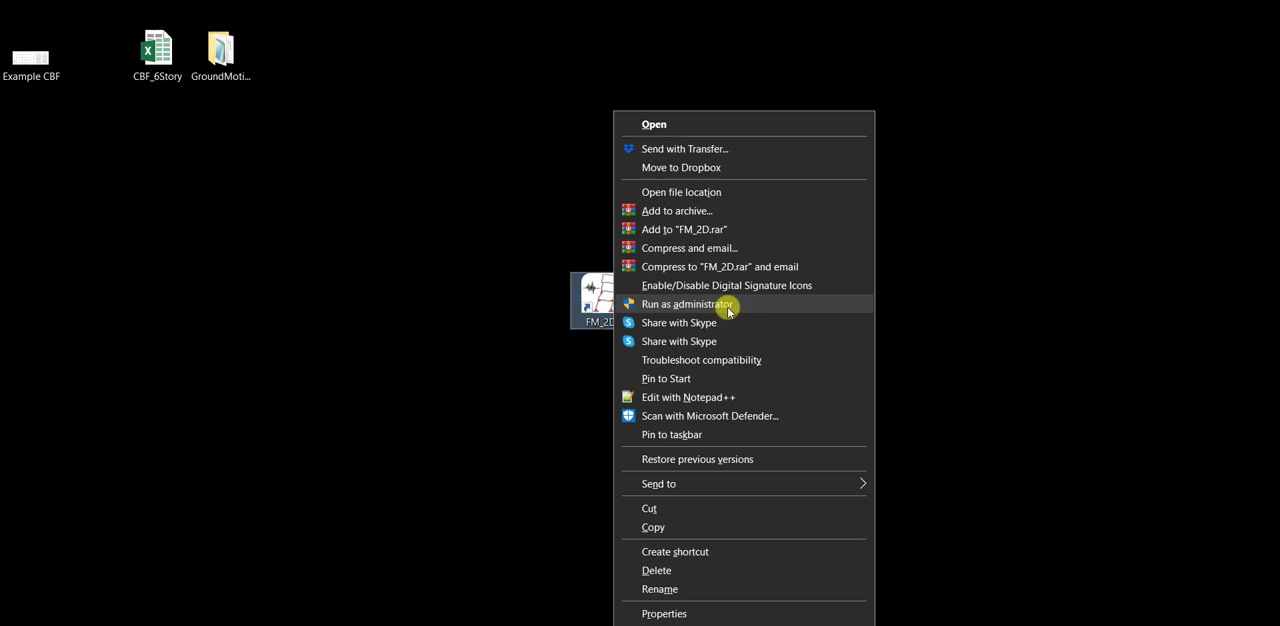 Example CBF
CBF_6Story
GroundMoti...
FM_2D
Open
Send with Transfer...
Move to Dropbox
Open file location
Add to archive...
Add to "FM_2D.rar"
Compress and email...
Compress to "FM_2D.rar" and email
Enable/Disable Digital Signature Icons
Run as administrator
Share with Skype
Share with Skype
Troubleshoot compatibility
Pin to Start
Edit with Notepad++
Scan with Microsoft Defender...
Pin to taskbar
Restore previous versions
Send to
Cut
Copy
Create shortcut
Delete
Rename
Properties